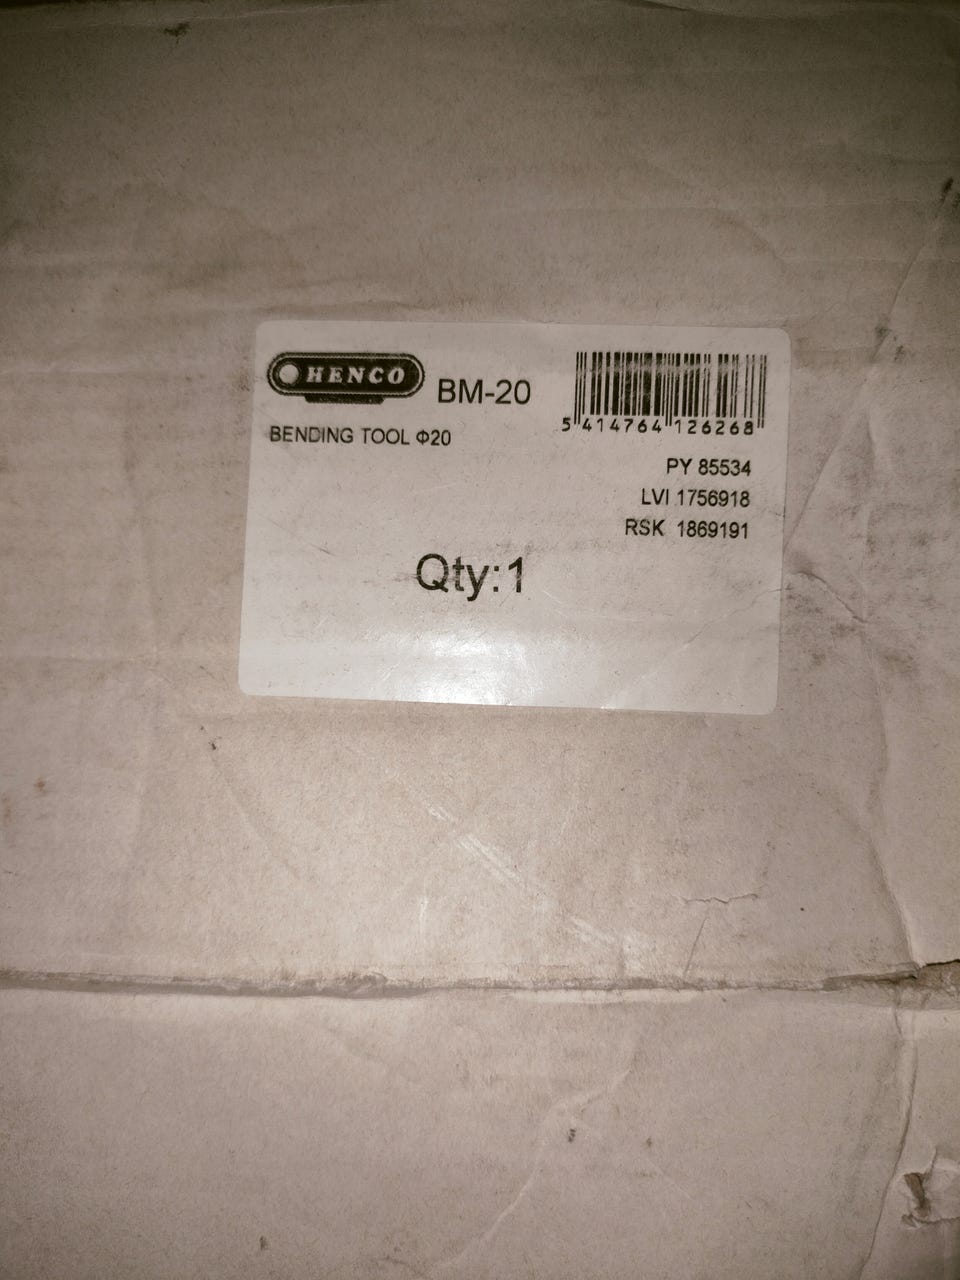 HENCO BM-20
BENDING TOOL Φ20
5 414764 126268
PY 85534
LVI 1756918
RSK 1869191
Qty:1